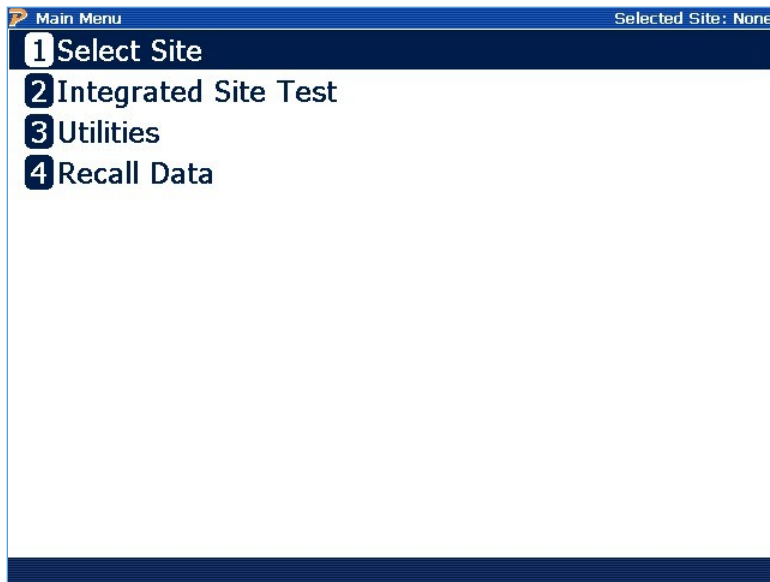 Main Menu Selected Site: None
1 Select Site
2 Integrated Site Test
3 Utilities
4 Recall Data